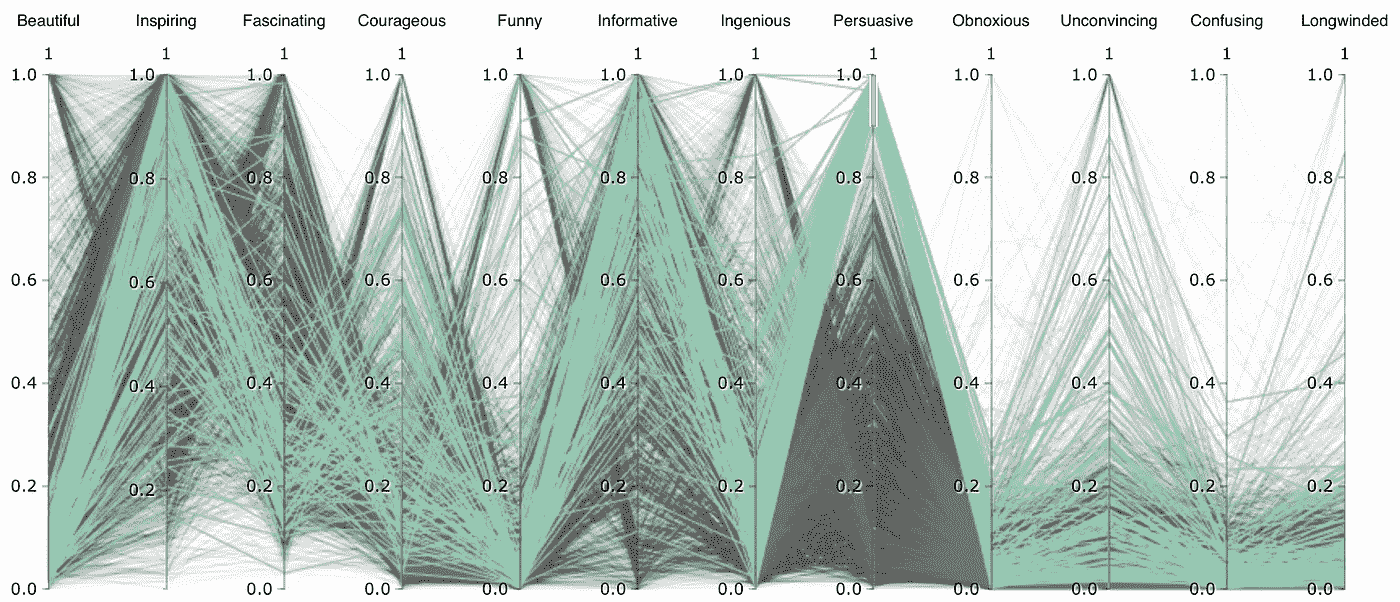 Beautiful Inspiring Fascinating Courageous Funny Informative Ingenious Persuasive Obnoxious Unconvincing Confusing Longwinded
1 1 1 1 1 1 1 1 1 1 1 1
1.0 1.0 1.0 1.0 1.0 1.0 1.0 1.0 1.0 1.0 1.0 1.0
0.8 0.8 0.8 0.8 0.8 0.8 0.8 0.8 0.8 0.8 0.8 0.8
0.6 0.6 0.6 0.6 0.6 0.6 0.6 0.6 0.6 0.6 0.6 0.6
0.4 0.4 0.4 0.4 0.4 0.4 0.4 0.4 0.4 0.4 0.4 0.4
0.2 0.2 0.2 0.2 0.2 0.2 0.2 0.2 0.2 0.2 0.2 0.2
0.0 0.0 0.0 0.0 0.0 0.0 0.0 0.0 0.0 0.0 0.0